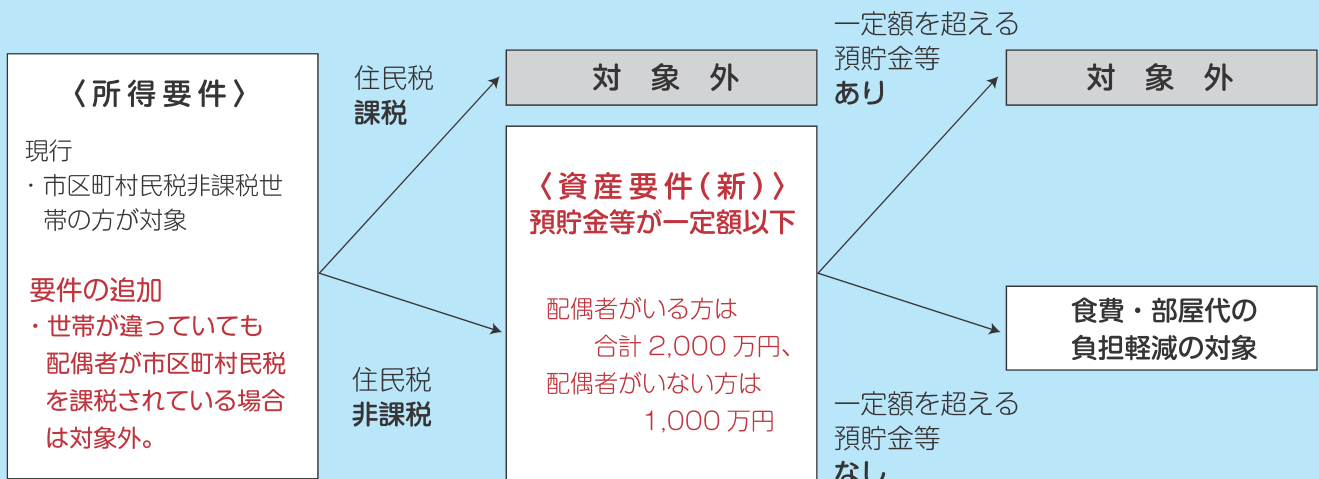 〈所得要件〉
現行
・市区町村民税非課税世
帯の方が対象
要件の追加
・世帯が違っていても
配偶者が市区町村民税
を課税されている場合
は対象外。
住民税
課税
住民税
非課税
対　象　外
〈資産要件(新)〉
預貯金等が一定額以下
配偶者がいる方は
合計 2,000 万円、
配偶者がいない方は
1,000 万円
一定額を超える
預貯金等
あり
一定額を超える
預貯金等
なし
対　象　外
食費・部屋代の
負担軽減の対象